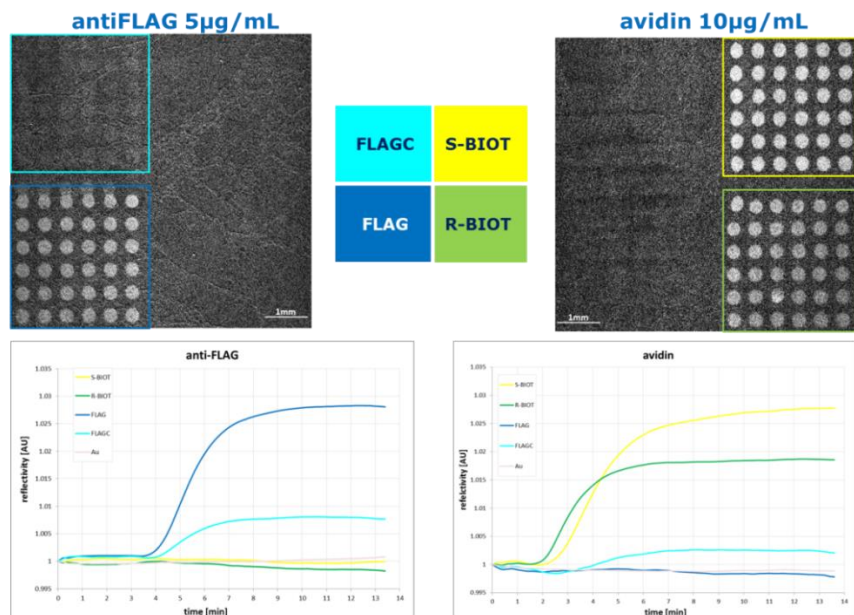 antiFLAG 5µg/mL
avidin 10µg/mL
FLAGC
S-BIOT
FLAG
R-BIOT
1mm
1mm
anti-FLAG
1.035
1.03
1.025
1.02
1.015
1.01
1.005
1
0.995
reflectivity [AU]
S-BIOT
R-BIOT
FLAG
FLAGC
Au
0 1 2 3 4 5 6 7 8 9 10 11 12 13 14
time [min]
avidin
1.035
1.03
1.025
1.02
1.015
1.01
1.005
1
0.995
refelctivity [AU]
S-BIOT
R-BIOT
FLAG
FLAGC
Au
0 1 2 3 4 5 6 7 8 9 10 11 12 13 14
time [min]